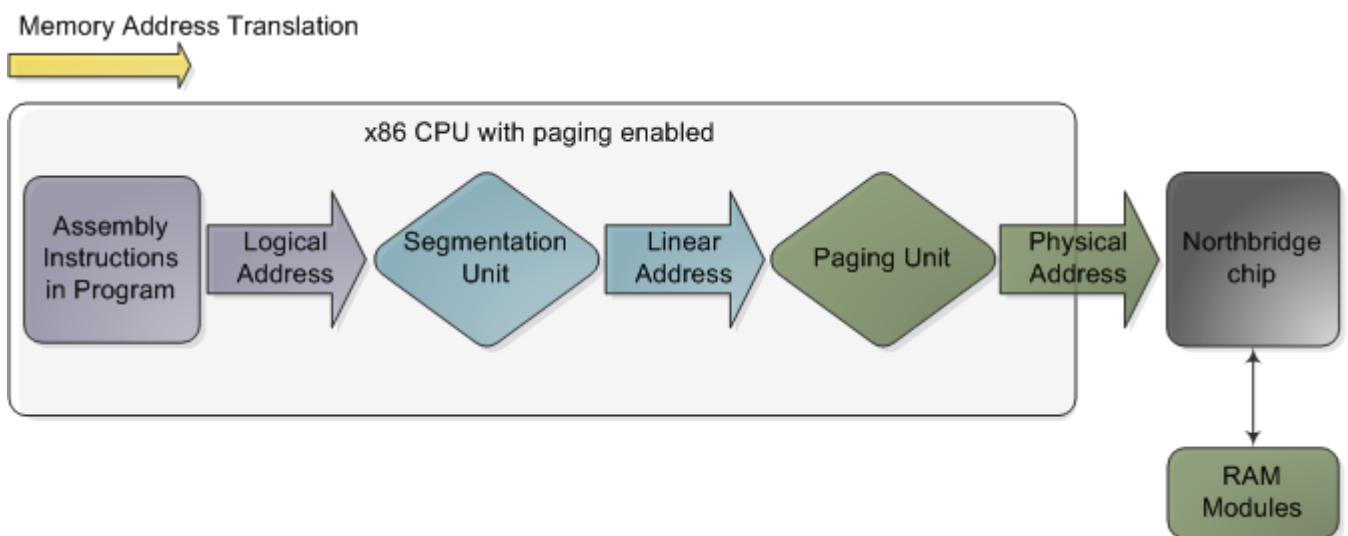 Memory Address Translation
x86 CPU with paging enabled
Assembly
Instructions
in Program
Logical
Address
Segmentation
Unit
Linear
Address
Paging Unit
Physical
Address
Northbridge
chip
RAM
Modules